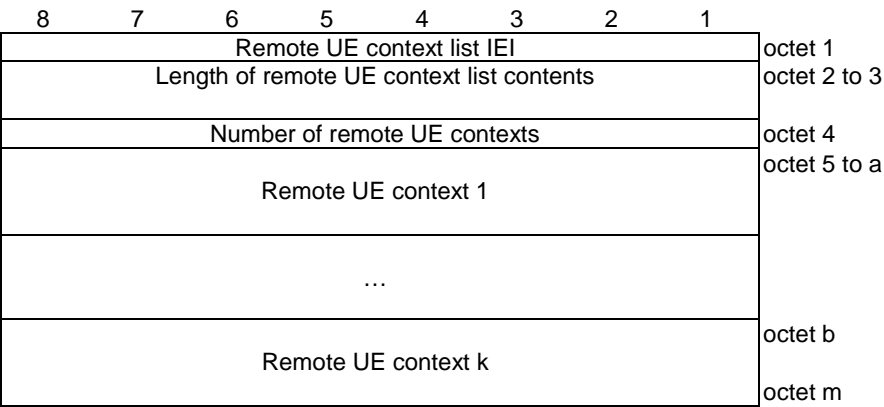 8 7 6 5 4 3 2 1
Remote UE context list IEI octet 1
Length of remote UE context list contents octet 2 to 3
Number of remote UE contexts octet 4
octet 5 to a
Remote UE context 1
…
octet b
Remote UE context k
octet m